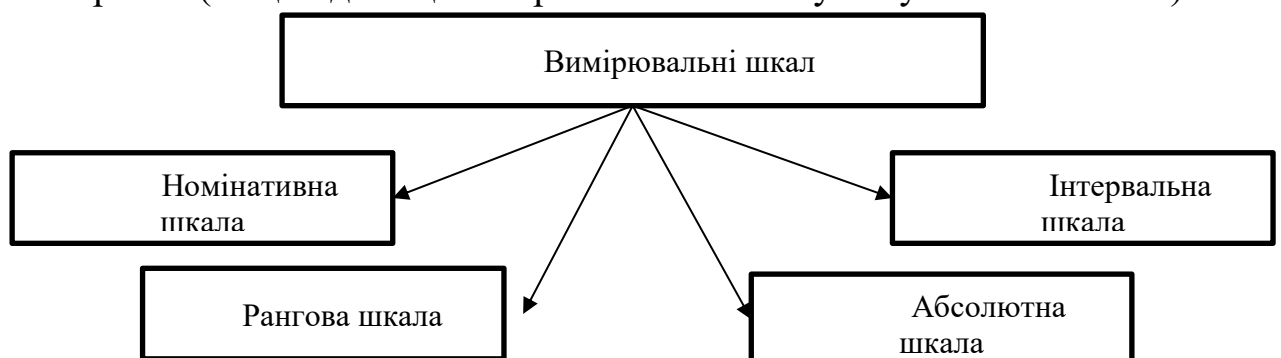 Вимірювальні шкал
Номінативна
шкала
Інтервальна
шкала
Рангова шкала
Абсолютна
шкала